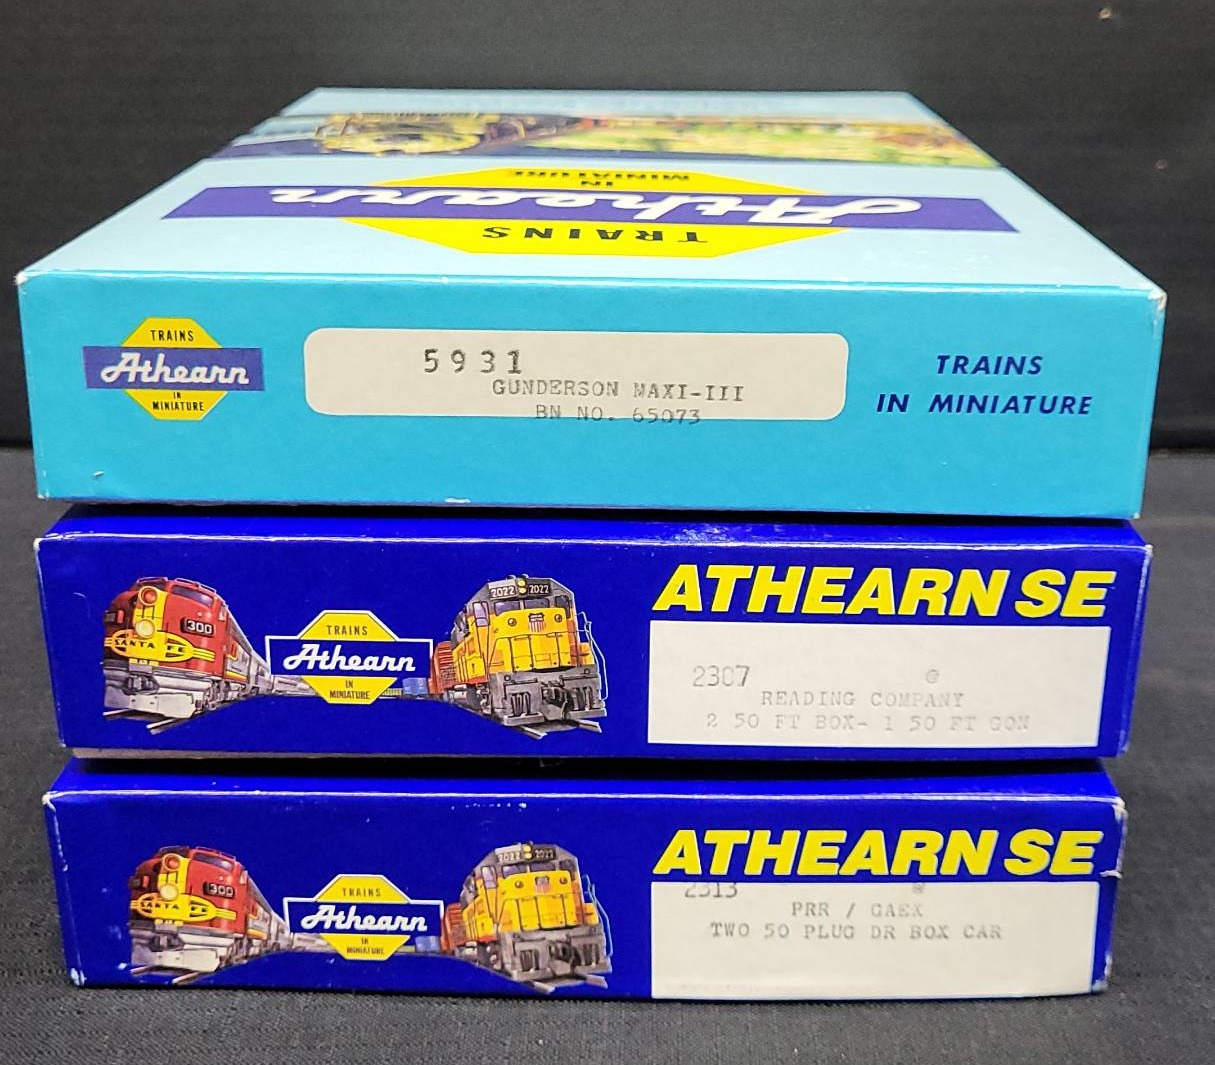 TRAINS
Athearn
IN
MINIATURE
TRAINS
Athearn
IN
MINIATURE
5931
GUNDERSON MAXI-III
BN NO. 65073
TRAINS
IN MINIATURE
300
SANTA FE
TRAINS
Athearn
IN
MINIATURE
2022 2022
ATHEARN SE
2307 @
READING COMPANY
2 50 FT BOX- 1 50 FT GON
300
SANTA FE
TRAINS
Athearn
IN
MINIATURE
2022 2022
ATHEARN SE
2313 @
PRR / GAEX
TWO 50 PLUG DR BOX CAR